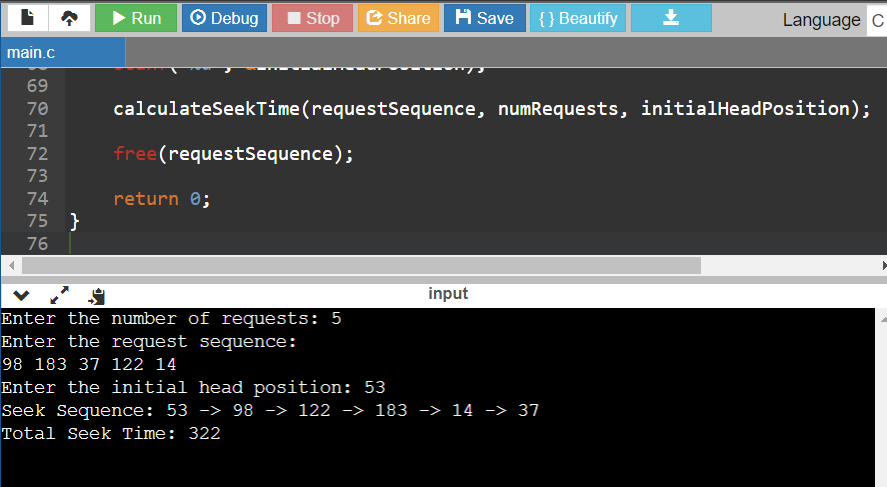 Run Debug Stop Share Save { } Beautify Language C
main.c
69
70 calculateSeekTime(requestSequence, numRequests, initialHeadPosition);
71
72 free(requestSequence);
73
74 return 0;
75 }
76
input
Enter the number of requests: 5
Enter the request sequence:
98 183 37 122 14
Enter the initial head position: 53
Seek Sequence: 53 -> 98 -> 122 -> 183 -> 14 -> 37
Total Seek Time: 322